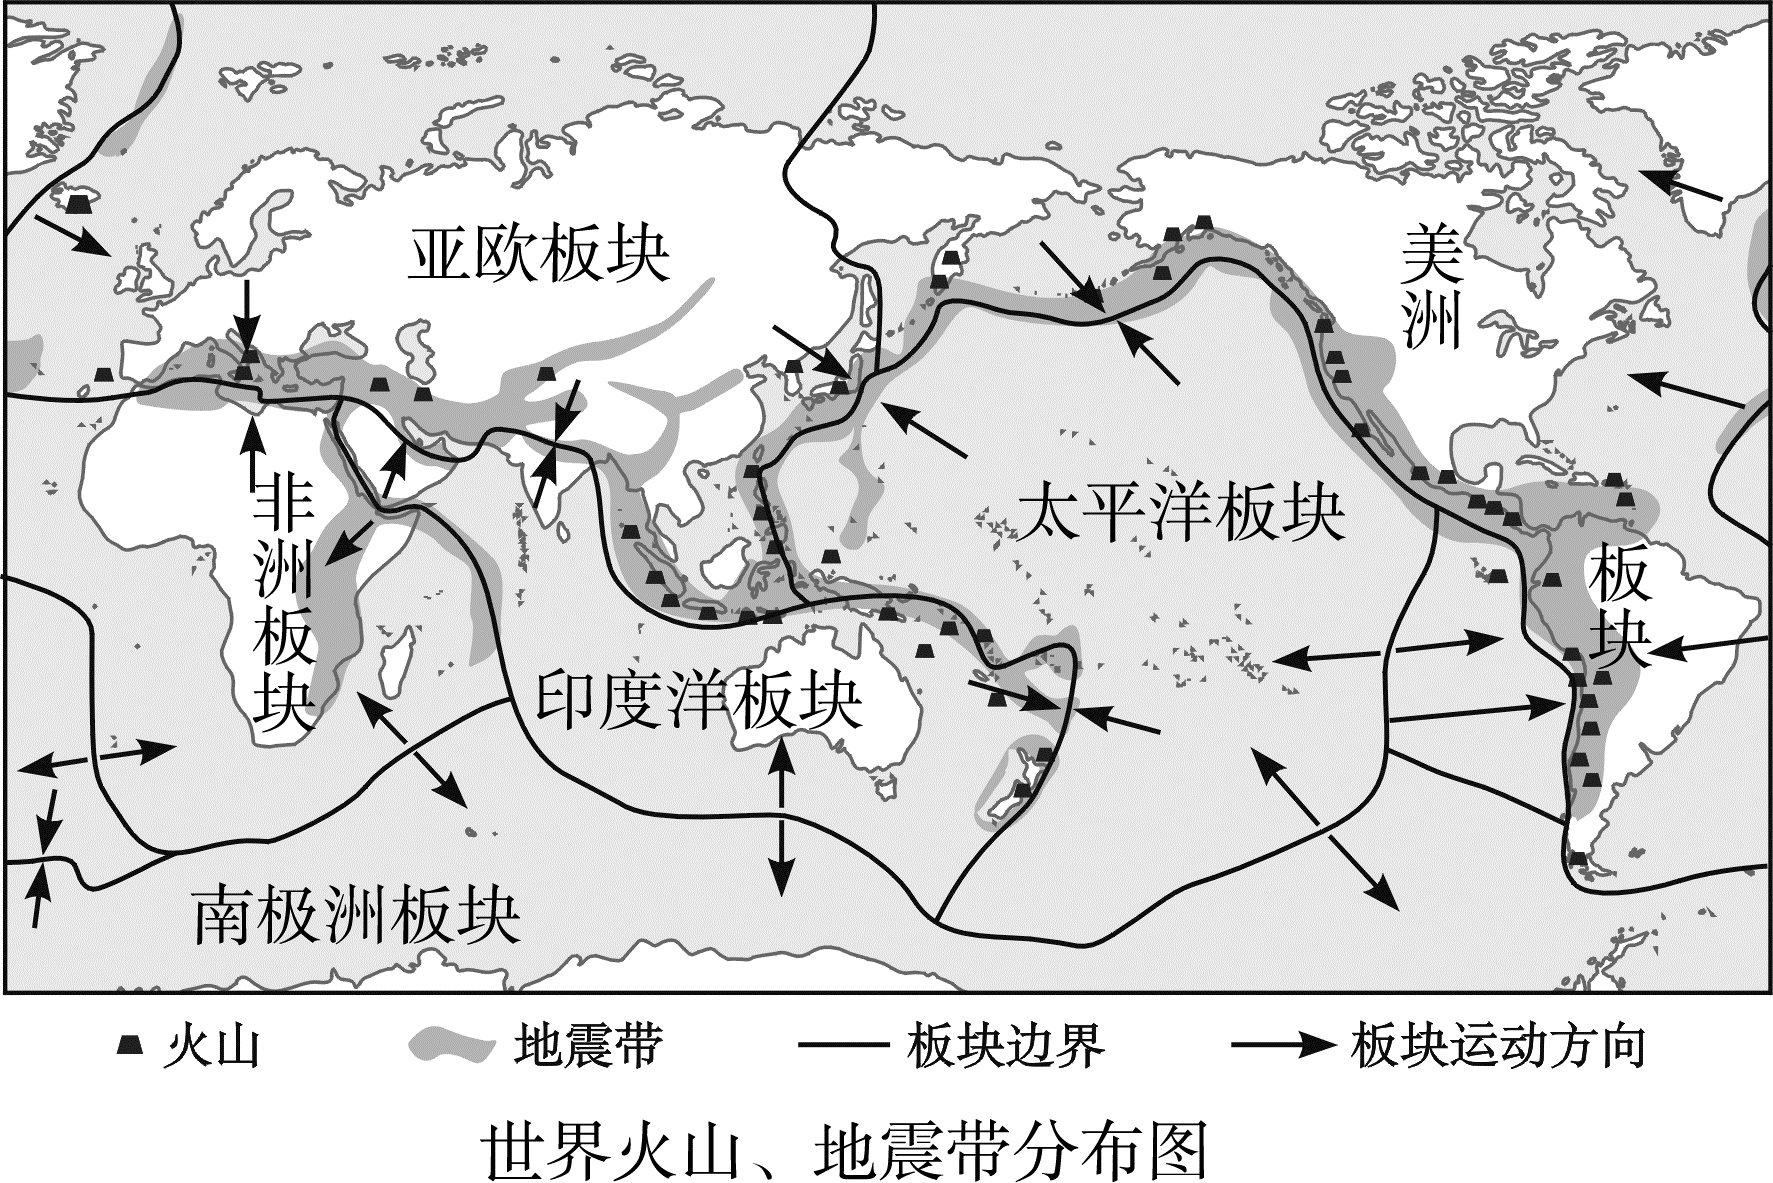 亚欧板块
美洲
板块
非洲板块
太平洋板块
印度洋板块
南极洲板块
火山
地震带
板块边界
板块运动方向
世界火山、地震带分布图